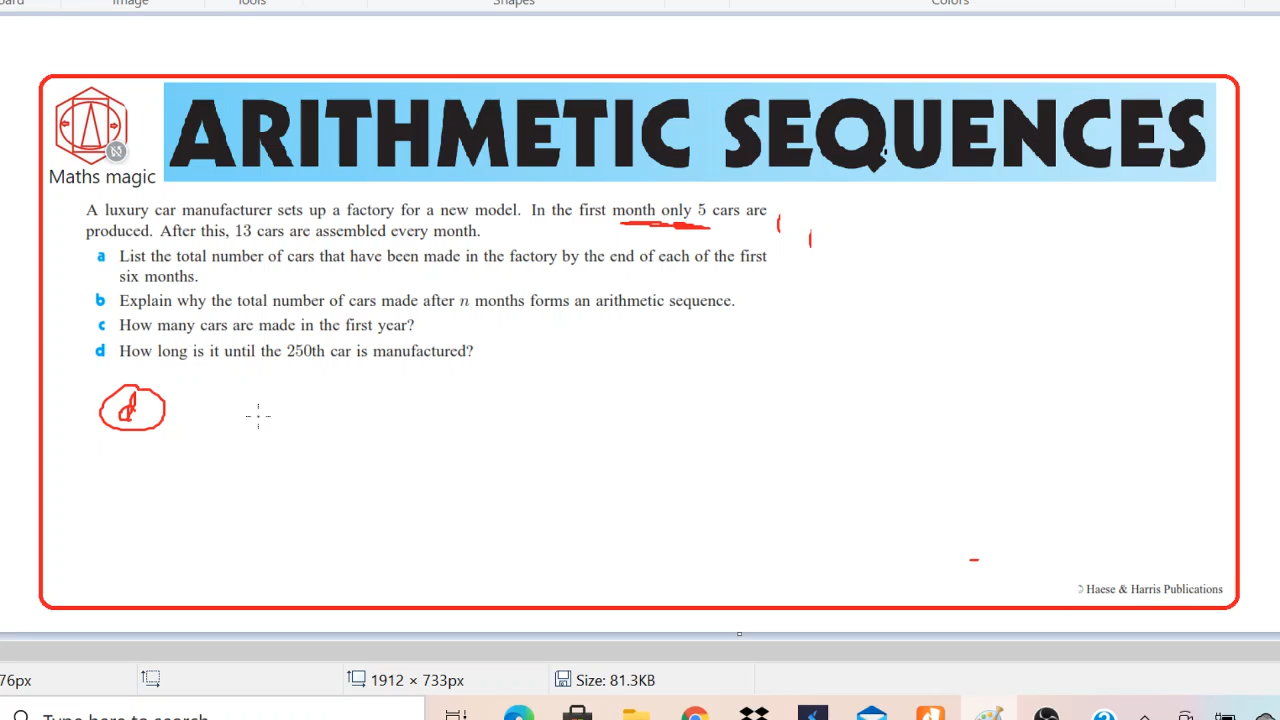 Image
Tools
Shapes
Colors
ARITHMETIC SEQUENCES
Maths magic
A luxury car manufacturer sets up a factory for a new model. In the first month only 5 cars are
produced. After this, 13 cars are assembled every month.
a List the total number of cars that have been made in the factory by the end of each of the first
six months.
b Explain why the total number of cars made after n months forms an arithmetic sequence.
c How many cars are made in the first year?
d How long is it until the 250th car is manufactured?
d
Haese & Harris Publications
76px
1912 × 733px
Size: 81.3KB
Type here to search